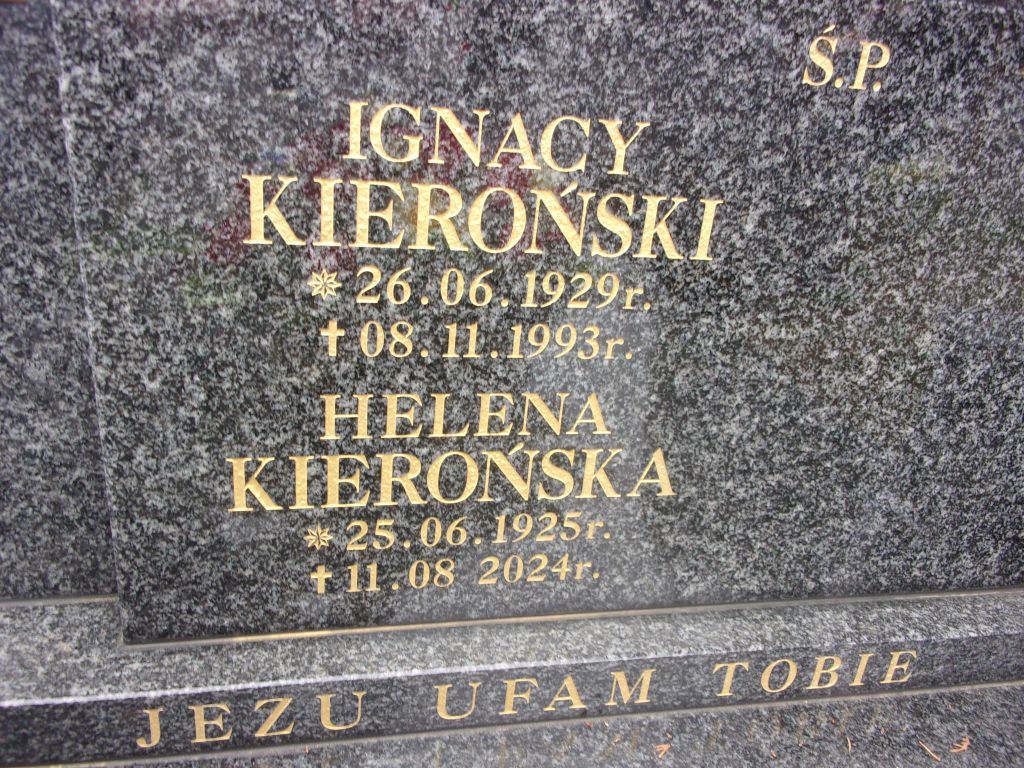 Ś.P.
IGNACY
KIEROŃSKI
* 26.06.1929r.
† 08.11.1993r.
HELENA
KIEROŃSKA
* 25.06.1925r.
† 11.08 2024r.
JEZU UFAM TOBIE